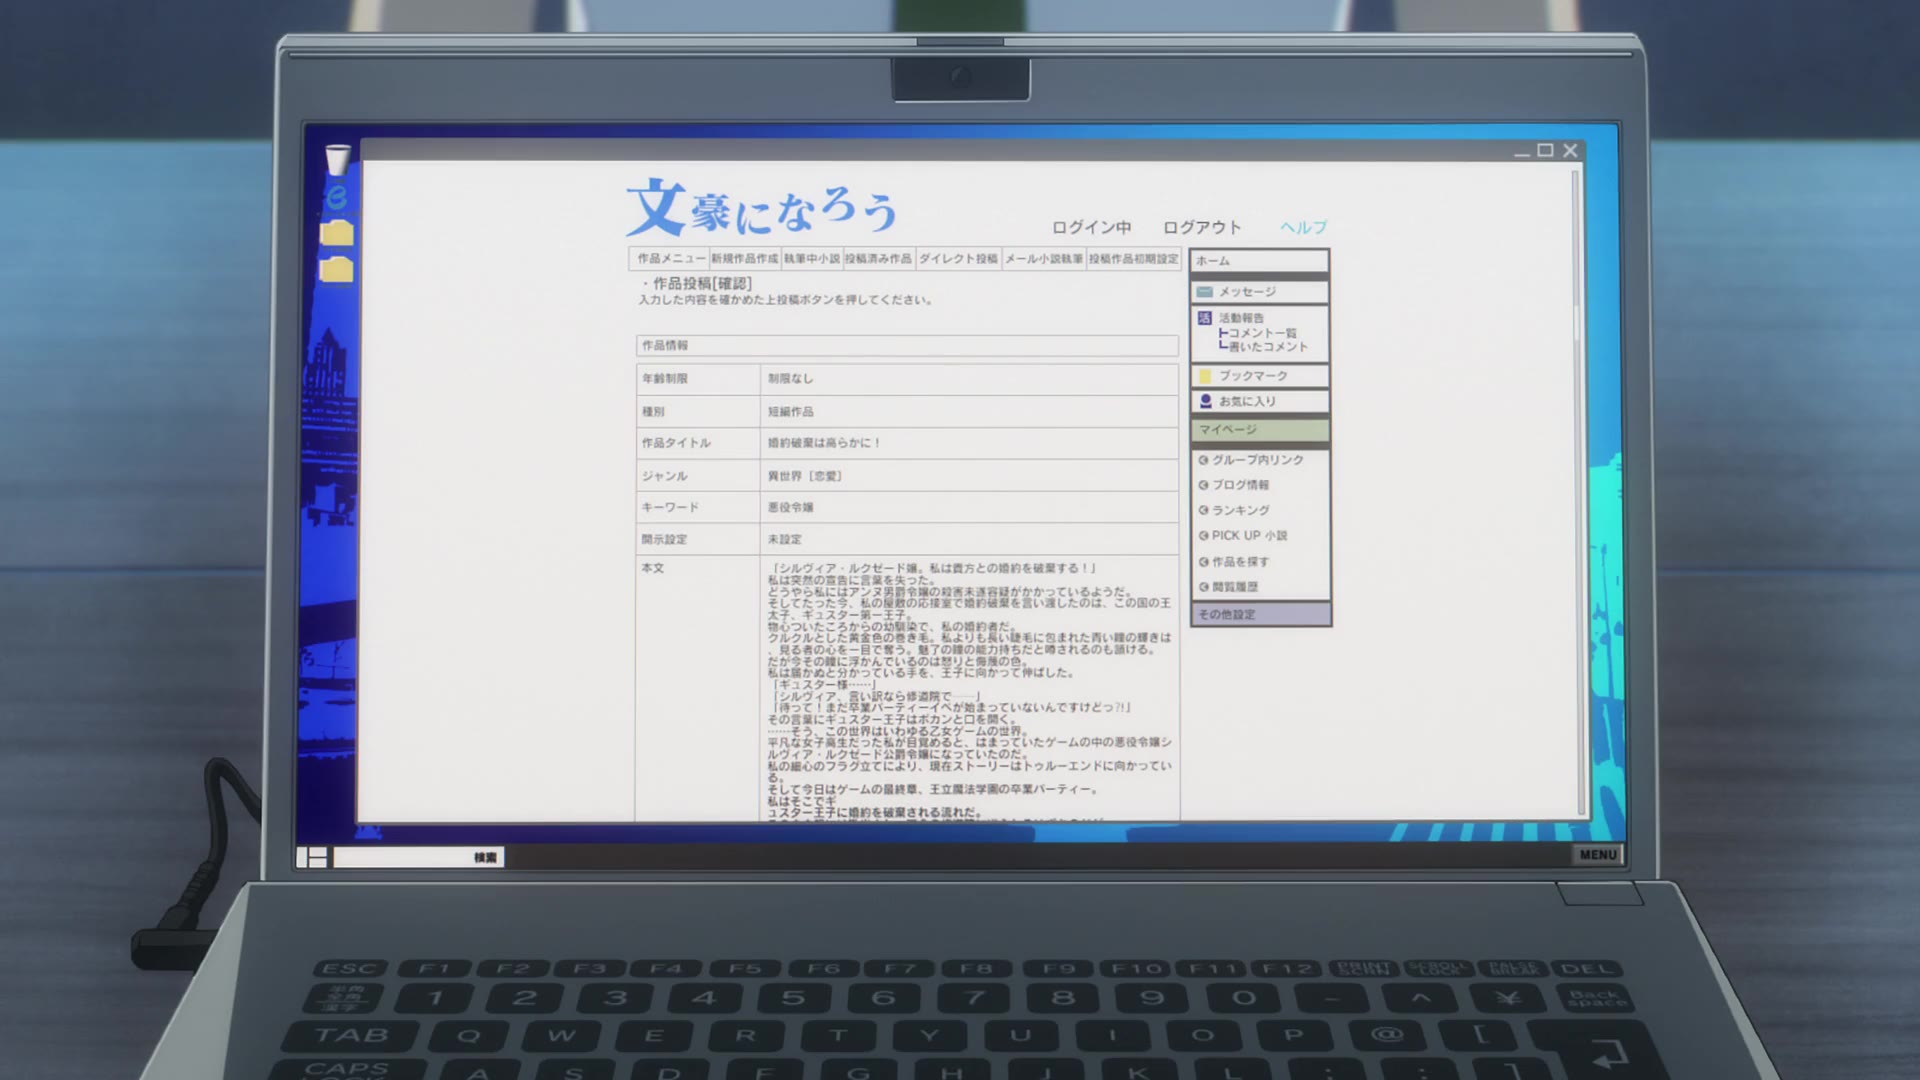 文豪になろう
ログイン中 ログアウト ヘルプ
作品メニュー 新規作品作成 執筆中小説 投稿済み作品 ダイレクト投稿 メール小説執筆 投稿作品初期設定
・作品投稿[確認]
入力した内容を確かめた上投稿ボタンを押してください。
作品情報
年齢制限 制限なし
種別 短編作品
作品タイトル 婚約破棄は高らかに！
ジャンル 異世界［恋愛］
キーワード 悪役令嬢
開示設定 未設定
本文
「シルヴィア・ルクゼード嬢。私は貴方との婚約を破棄する！」
私は突然の宣告に言葉を失った。
どうやら私にはアンヌ男爵令嬢の殺害未遂容疑がかかっているようだ。
そしてたった今、私の屋敷の応接室で婚約破棄を言い渡したのは、この国の王
太子、ギュスター第一王子。
物心ついたころからの幼馴染で、私の婚約者だ。
クルクルとした黄金色の巻き毛。私よりも長い睫毛に包まれた青い瞳の輝きは
、見る者の心を一目で奪う。魅了の瞳の能力持ちだと噂されるのも頷ける。
だが今その瞳に浮かんでいるのは怒りと侮蔑の色。
私は届かぬと分かっている手を、王子に向かって伸ばした。
「ギュスター様……」
「シルヴィア、言い訳なら修道院で……」
「待って！まだ卒業パーティーイベが始まっていないんですけどっ?!」
その言葉にギュスター王子はポカンと口を開く。
……そう、この世界はいわゆる乙女ゲームの世界。
平凡な女子高生だった私が目覚めると、はまっていたゲームの中の悪役令嬢シ
ルヴィア・ルクゼード公爵令嬢になっていたのだ。
私の細心のフラグ立てにより、現在ストーリーはトゥルーエンドに向かってい
る。
そして今日はゲームの最終章、王立魔法学園の卒業パーティー。
私はそこでギ
ュスター王子に婚約を破棄される流れだ。
ホーム
メッセージ
活 活動報告
コメント一覧
書いたコメント
ブックマーク
お気に入り
マイページ
グループ内リンク
ブログ情報
ランキング
PICK UP 小説
作品を探す
閲覧履歴
その他設定
検索
MENU
ESC F1 F2 F3 F4 F5 F6 F7 F8 F9 F10 F11 F12 PRINT SCRN SCROLL LOCK PAUSE BREAK DEL
半角 全角 漢字 1 2 3 4 5 6 7 8 9 0 - ^ ¥ Back space
TAB Q W E R T Y U I O P @ [
CAPS LOCK A S D F G H J K L ; : ]